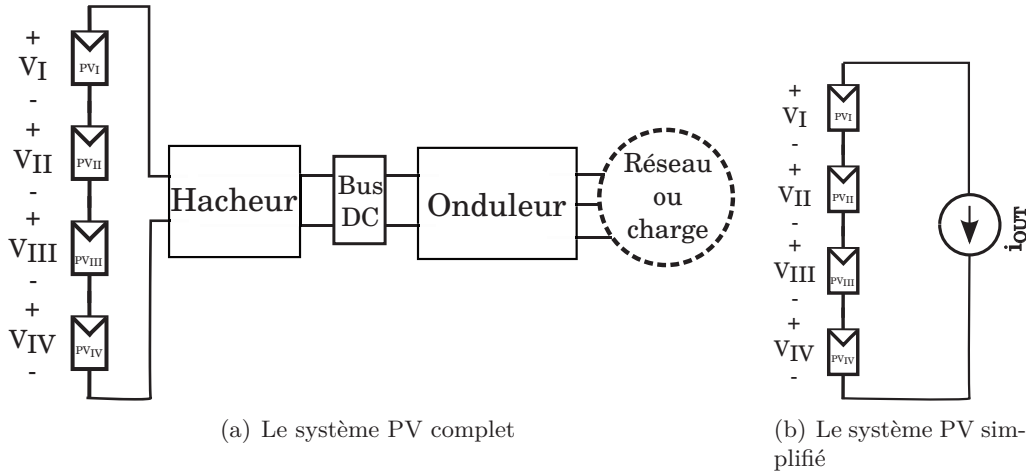 +
VI
-
PVI
+
VII
-
PVII
+
VIII
-
PVIII
+
VIV
-
PVIV
Hacheur
Bus
DC
Onduleur
Réseau
ou
charge
(a) Le système PV complet
+
VI
-
PVI
+
VII
-
PVII
+
VIII
-
PVIII
+
VIV
-
PVIV
iOUT
(b) Le système PV sim-
plifié